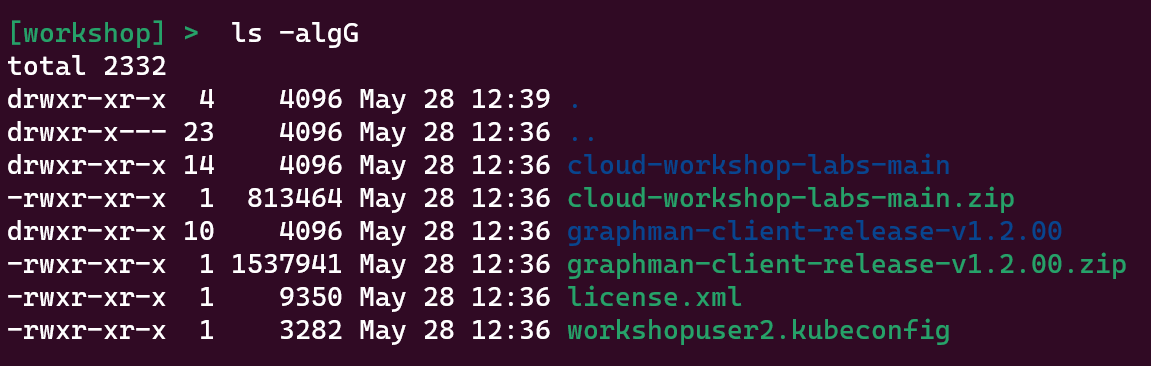 [workshop] >  ls -algG
total 2332
drwxr-xr-x  4    4096 May 28 12:39 .
drwxr-x--- 23    4096 May 28 12:36 ..
drwxr-xr-x 14    4096 May 28 12:36 cloud-workshop-labs-main
-rwxr-xr-x  1  813464 May 28 12:36 cloud-workshop-labs-main.zip
drwxr-xr-x 10    4096 May 28 12:36 graphman-client-release-v1.2.00
-rwxr-xr-x  1 1537941 May 28 12:36 graphman-client-release-v1.2.00.zip
-rwxr-xr-x  1    9350 May 28 12:36 license.xml
-rwxr-xr-x  1    3282 May 28 12:36 workshopuser2.kubeconfig